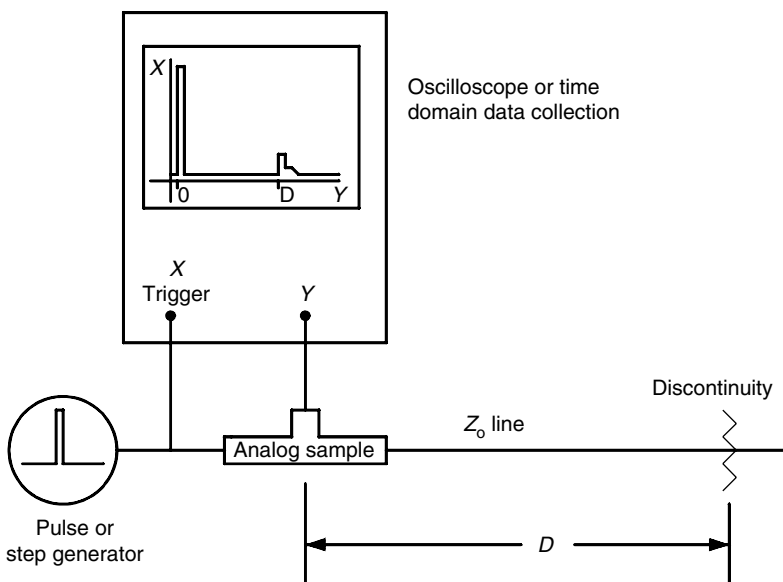 X
0
D
Y
Oscilloscope or time
domain data collection
X
Trigger
Y
Discontinuity
Zo line
Analog sample
Pulse or
step generator
D